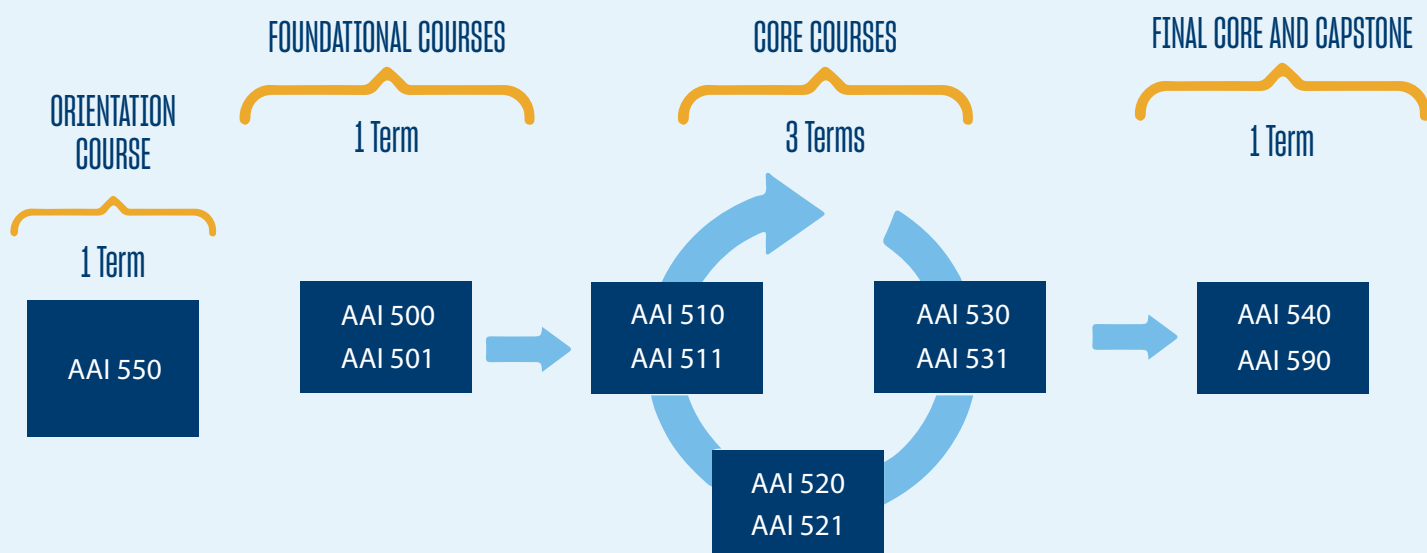 ORIENTATION
COURSE
1 Term
AAI 550
FOUNDATIONAL COURSES
1 Term
AAI 500
AAI 501
CORE COURSES
3 Terms
AAI 510
AAI 511
AAI 530
AAI 531
AAI 520
AAI 521
FINAL CORE AND CAPSTONE
1 Term
AAI 540
AAI 590